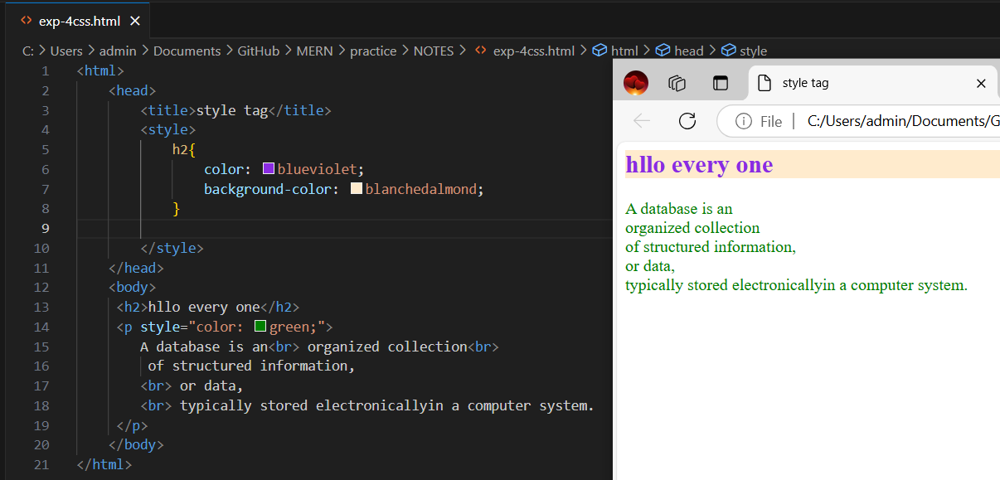 exp-4css.html
C: > Users > admin > Documents > GitHub > MERN > practice > NOTES > <> exp-4css.html > html > head > style
1 <html>
2 <head>
3 <title>style tag</title>
4 <style>
5 h2{
6 color: blueviolet;
7 background-color: blanchedalmond;
8 }
9
10 </style>
11 </head>
12 <body>
13 <h2>hllo every one</h2>
14 <p style="color: green;">
15 A database is an<br> organized collection<br>
16 of structured information,
17 <br> or data,
18 <br> typically stored electronicallyin a computer system.
19 </p>
20 </body>
21 </html>
style tag
File | C:/Users/admin/Documents/G
hllo every one
A database is an
organized collection
of structured information,
or data,
typically stored electronicallyin a computer system.